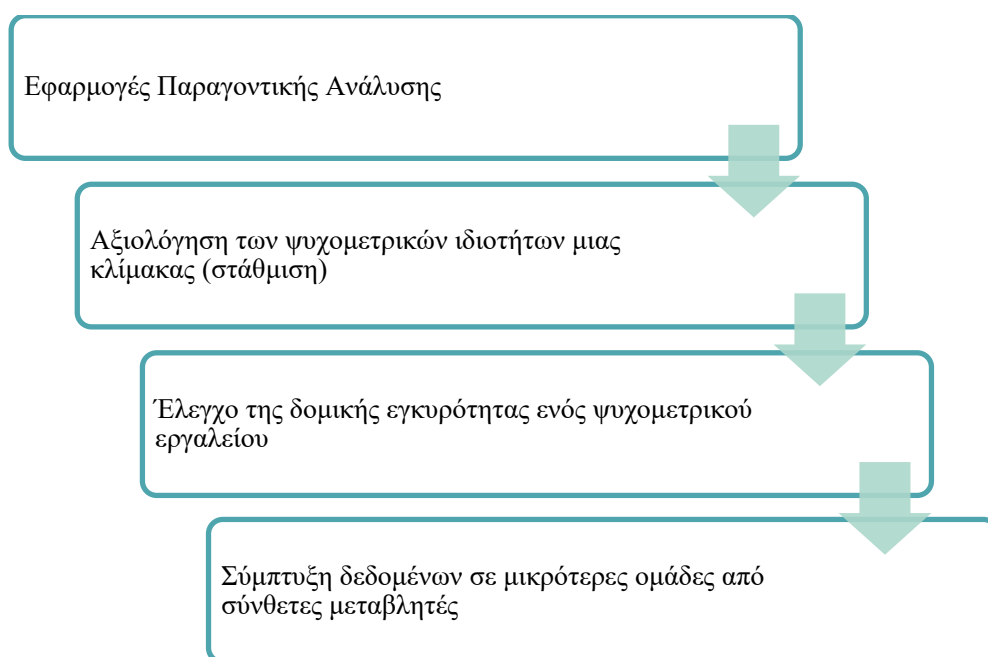 Εφαρμογές Παραγοντικής Ανάλυσης
Αξιολόγηση των ψυχομετρικών ιδιοτήτων μιας
κλίμακας (στάθμιση)
Έλεγχο της δομικής εγκυρότητας ενός ψυχομετρικού
εργαλείου
Σύμπτυξη δεδομένων σε μικρότερες ομάδες από
σύνθετες μεταβλητές